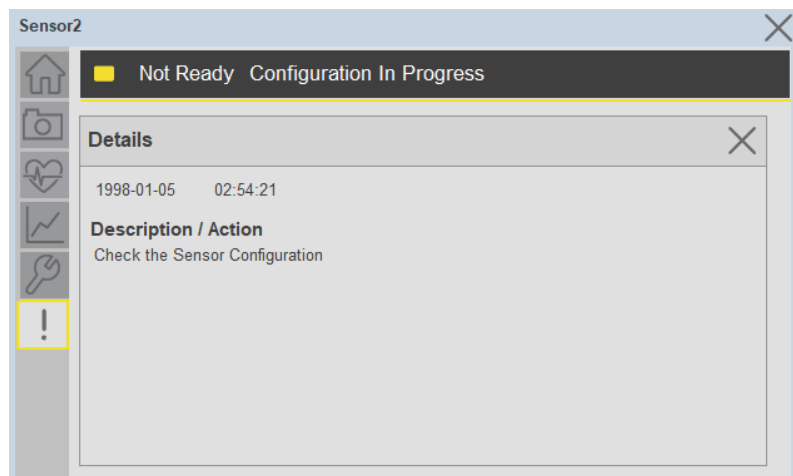 Sensor2
Not Ready Configuration In Progress
Details
1998-01-05 02:54:21
Description / Action
Check the Sensor Configuration
!